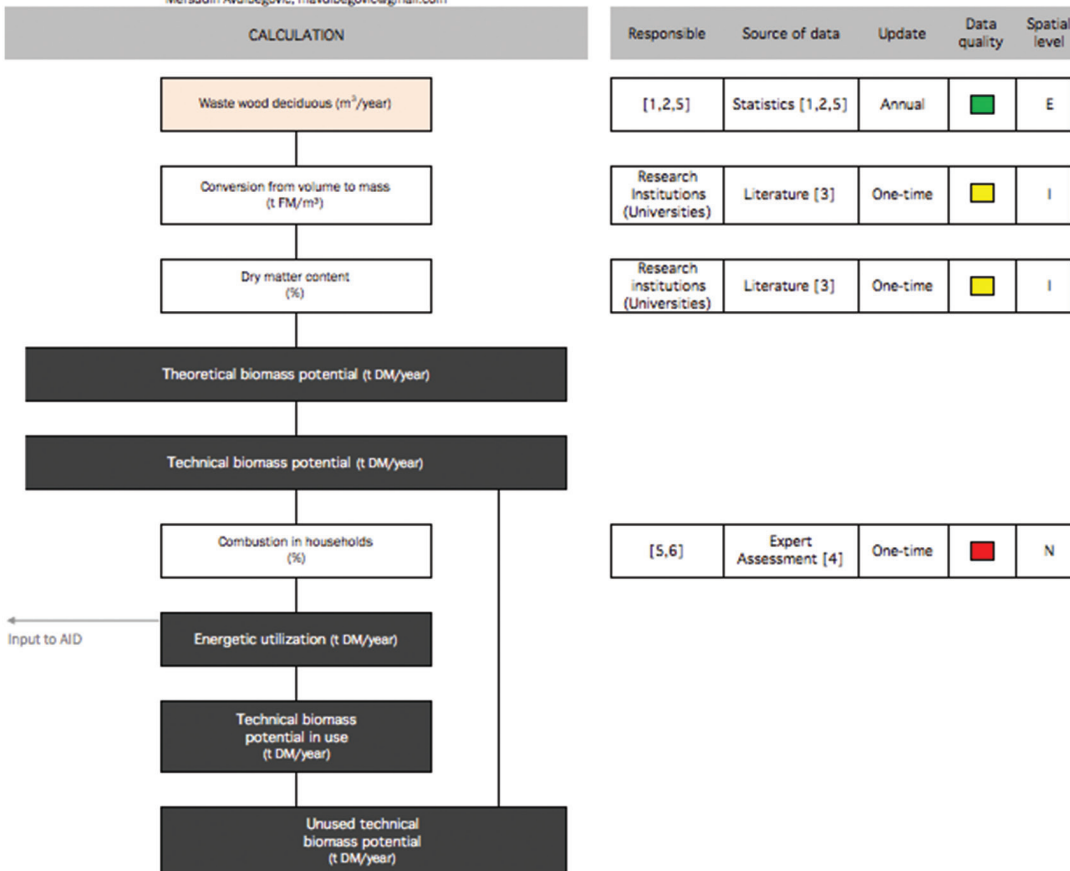 CALCULATION
Responsible
Source of data
Update
Data
quality
Spatial
level
Waste wood deciduous (m³/year)
[1,2,5]
Statistics [1,2,5]
Annual
E
Conversion from volume to mass
(t FM/m³)
Research
Institutions
(Universities)
Literature [3]
One-time
I
Dry matter content
(%)
Research
institutions
(Universities)
Literature [3]
One-time
I
Theoretical biomass potential (t DM/year)
Technical biomass potential (t DM/year)
Combustion in households
(%)
[5,6]
Expert
Assessment [4]
One-time
N
Input to AID
Energetic utilization (t DM/year)
Technical biomass
potential in use
(t DM/year)
Unused technical
biomass potential
(t DM/year)